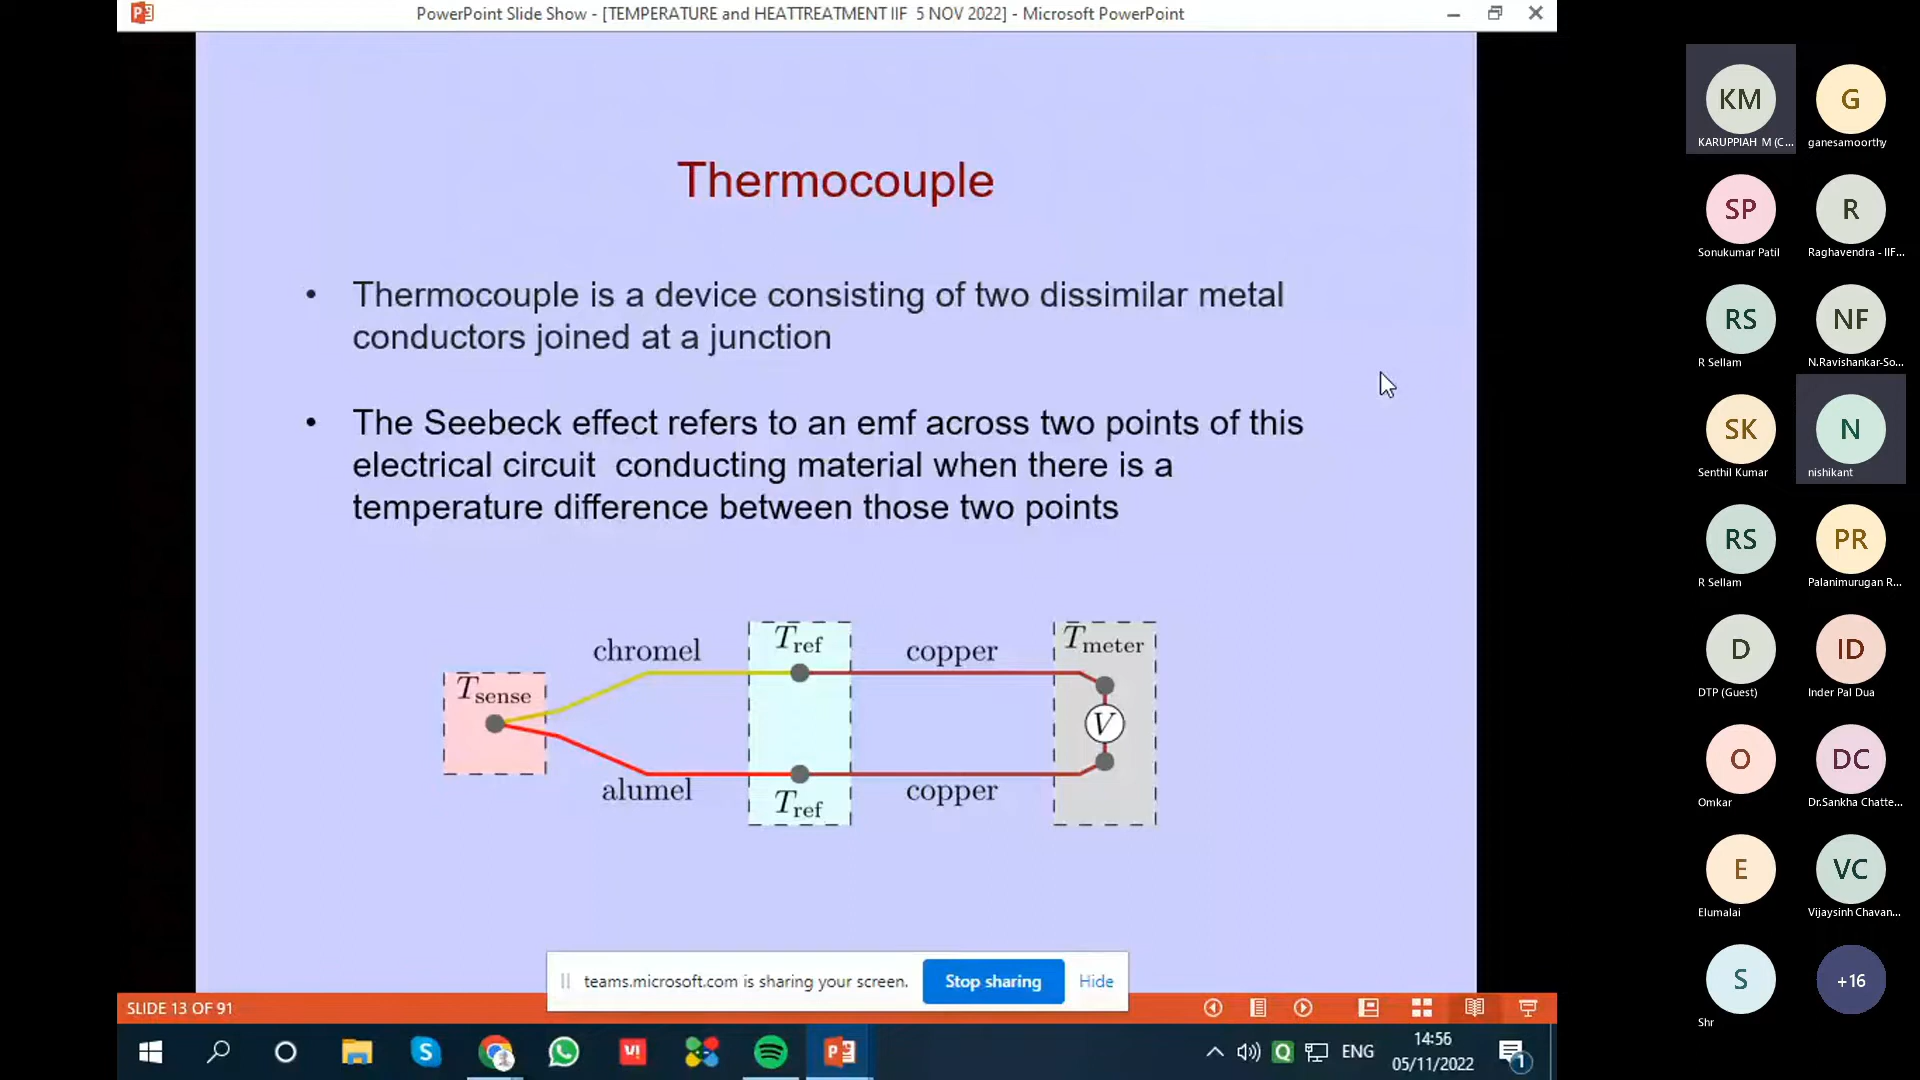 PowerPoint Slide Show - [TEMPERATURE and HEATTREATMENT IIF 5 NOV 2022] - Microsoft PowerPoint
Thermocouple
• Thermocouple is a device consisting of two dissimilar metal
conductors joined at a junction
• The Seebeck effect refers to an emf across two points of this
electrical circuit conducting material when there is a
temperature difference between those two points
chromel
T_ref
copper
T_meter
T_sense
V
alumel
T_ref
copper
teams.microsoft.com is sharing your screen.
Stop sharing
Hide
SLIDE 13 OF 91
ENG
14:56
05/11/2022
1
KM
KARUPPIAH M (C...
G
ganesamoorthy
SP
Sonukumar Patil
R
Raghavendra - IIF...
RS
R Sellam
NF
N.Ravishankar-So...
SK
Senthil Kumar
N
nishikant
RS
R Sellam
PR
Palanimurugan R...
D
DTP (Guest)
ID
Inder Pal Dua
O
Omkar
DC
Dr.Sankha Chatte...
E
Elumalai
VC
Vijaysinh Chavan...
S
Shr
+16